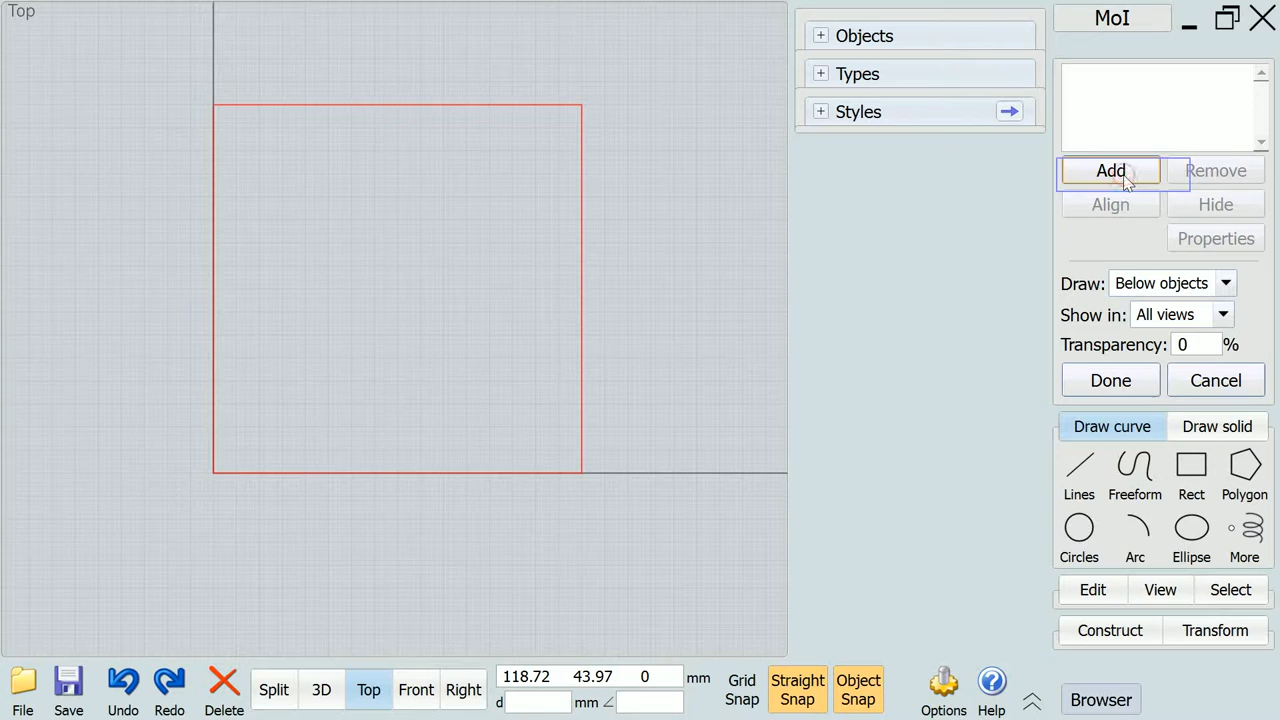 Top
Objects
Types
Styles
MoI
Add
Remove
Align
Hide
Properties
Draw: Below objects
Show in: All views
Transparency: 0 %
Done
Cancel
Draw curve
Draw solid
Lines
Freeform
Rect
Polygon
Circles
Arc
Ellipse
More
Edit
View
Select
Construct
Transform
File
Save
Undo
Redo
Delete
Split
3D
Top
Front
Right
118.72 43.97 0 mm
d mm
Grid
Snap
Straight
Snap
Object
Snap
Options
Help
Browser